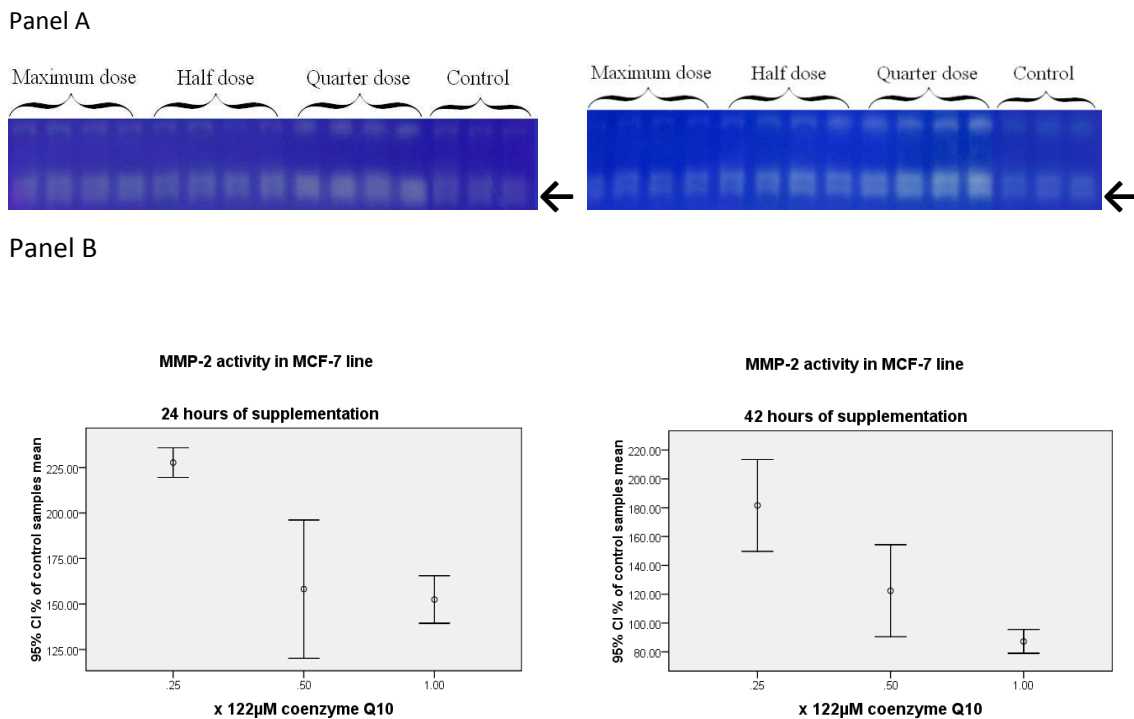 Panel A
Maximum dose Half dose Quarter dose Control
Maximum dose Half dose Quarter dose Control
Panel B
MMP-2 activity in MCF-7 line
24 hours of supplementation
95% CI % of control samples mean
225.00
200.00
175.00
150.00
125.00
.25 .50 1.00
x 122µM coenzyme Q10
MMP-2 activity in MCF-7 line
42 hours of supplementation
95% CI % of control samples mean
220.00
200.00
180.00
160.00
140.00
120.00
100.00
80.00
.25 .50 1.00
x 122µM coenzyme Q10